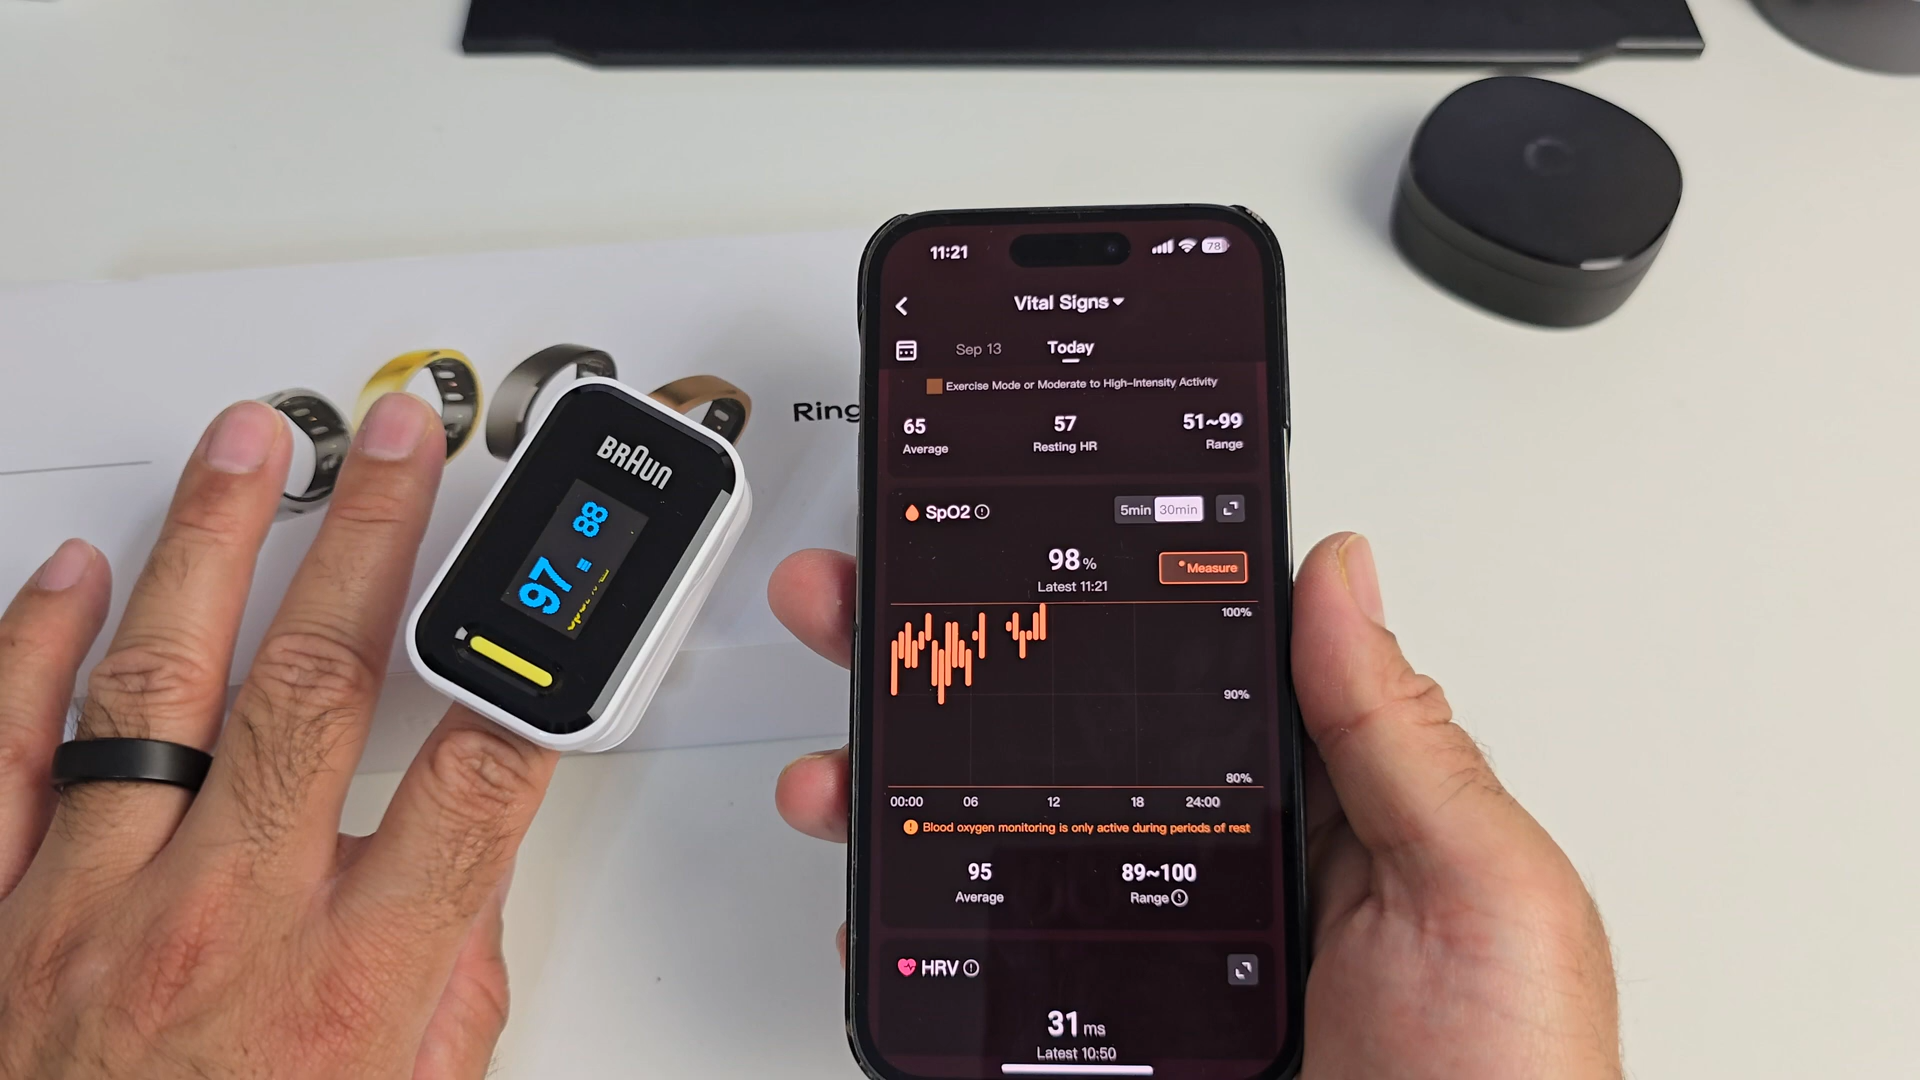 BRAUN
97
88
Ring
11:21
78
Vital Signs
Sep 13
Today
Exercise Mode or Moderate to High-Intensity Activity
65
57
51~99
Average
Resting HR
Range
SpO2
5min
30min
98%
Measure
Latest 11:21
100%
90%
80%
00:00
06
12
18
24:00
Blood oxygen monitoring is only active during periods of rest
95
89~100
Average
Range
HRV
31 ms
Latest 10:50